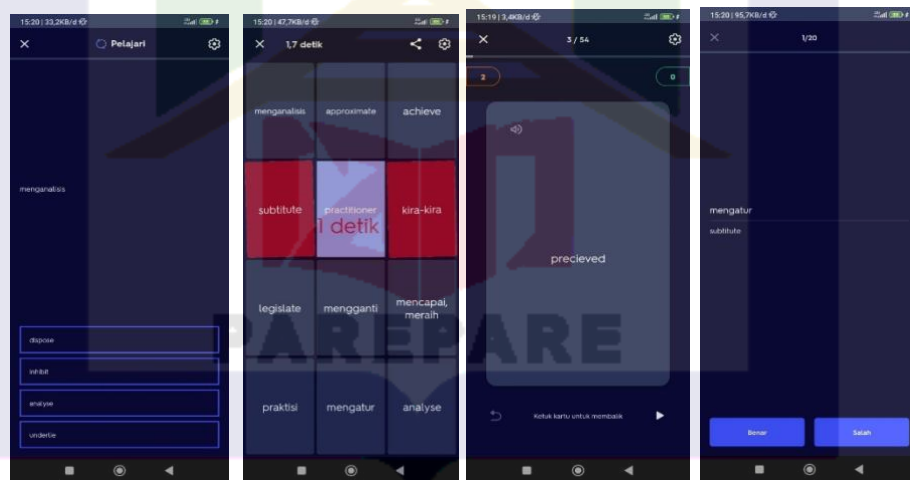 15:20 | 33,2KB/d
Pelajari
menganalisis
dispose
inhibit
analyse
underlie
15:20 | 47,7KB/d
1,7 detik
menganalisis
approximate
achieve
subtitute
practitioner
kira-kira
1 detik
legislate
mengganti
mencapai,
meraih
praktisi
mengatur
analyse
15:19 | 3,4KB/d
3 / 54
2
0
precieved
Ketuk kartu untuk membalik
15:20 | 95,7KB/d
1/20
mengatur
subtitute
Benar
Salah
PAREPARE